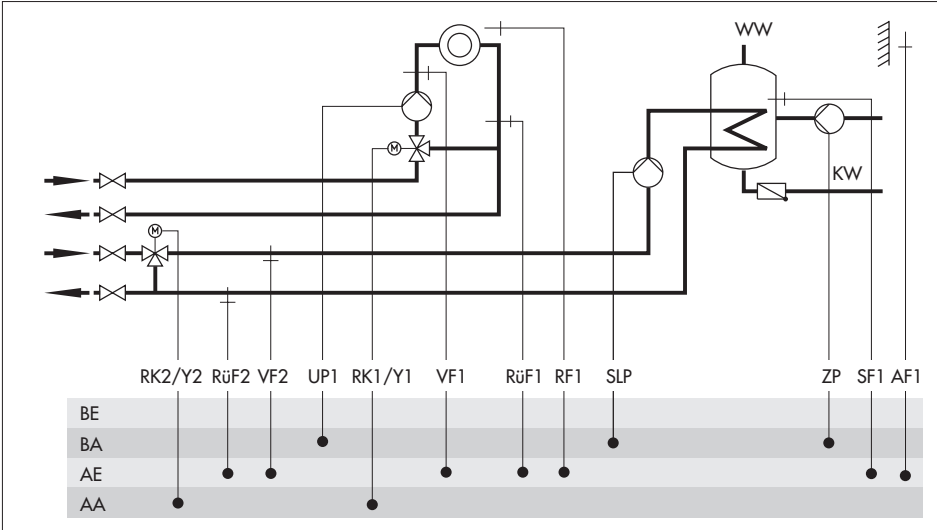 WW
M
KW
M
RK2/Y2 RüF2 VF2 UP1 RK1/Y1 VF1 RüF1 RF1 SLP ZP SF1 AF1
BE
BA
AE
AA